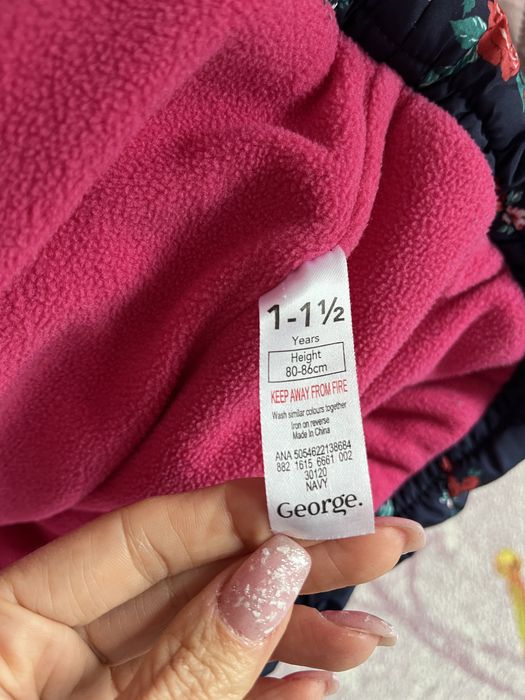 1-1½
Years
Height
80-86cm
KEEP AWAY FROM FIRE
Wash similar colours together
Iron on reverse
Made in China
ANA 5054622138684
882 1615 6661 002
30120
NAVY
George.